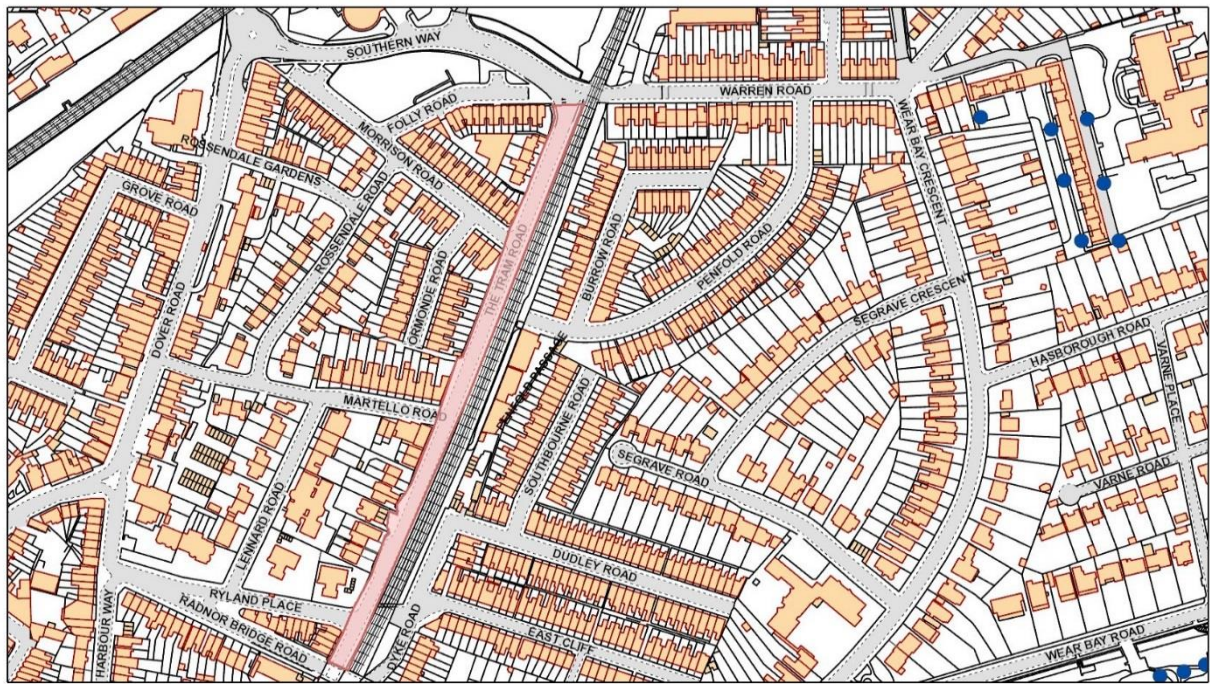 SOUTHERN WAY
WARREN ROAD
FOLLY ROAD
MORRISON ROAD
WEAR BAY CRESCENT
ROSSENDALE GARDENS
GROVE ROAD
ROSSENDALE ROAD
BURROW ROAD
PENFOLD ROAD
THE TRAM ROAD
ORMONDE ROAD
SEGRAVE CRESCENT
DOVER ROAD
HASBOROUGH ROAD
VARNE PLACE
MARTELLO ROAD
SOUTHBOURNE ROAD
SEGRAVE ROAD
VARNE ROAD
LENNARD ROAD
DUDLEY ROAD
RYLAND PLACE
RADNOR BRIDGE ROAD
HARBOUR WAY
DYKE ROAD
EAST CLIFF
WEAR BAY ROAD